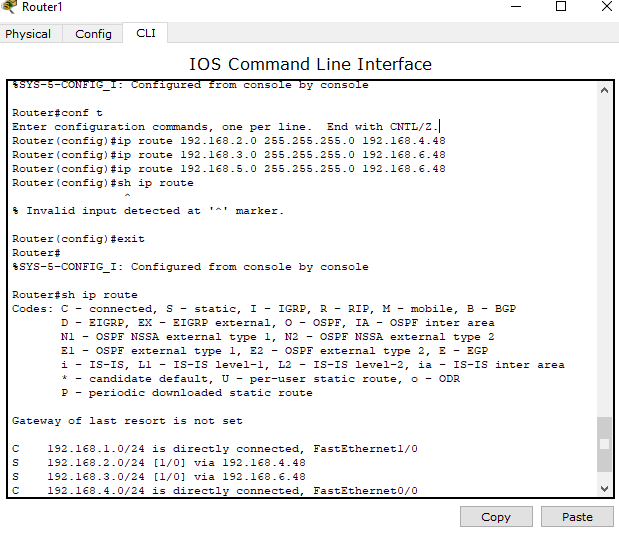 Router1
Physical Config CLI
IOS Command Line Interface
%SYS-5-CONFIG_I: Configured from console by console
Router#conf t
Enter configuration commands, one per line.  End with CNTL/Z.
Router(config)#ip route 192.168.2.0 255.255.255.0 192.168.4.48
Router(config)#ip route 192.168.3.0 255.255.255.0 192.168.6.48
Router(config)#ip route 192.168.5.0 255.255.255.0 192.168.6.48
Router(config)#sh ip route
^
% Invalid input detected at '^' marker.
Router(config)#exit
Router#
%SYS-5-CONFIG_I: Configured from console by console
Router#sh ip route
Codes: C - connected, S - static, I - IGRP, R - RIP, M - mobile, B - BGP
D - EIGRP, EX - EIGRP external, O - OSPF, IA - OSPF inter area
N1 - OSPF NSSA external type 1, N2 - OSPF NSSA external type 2
E1 - OSPF external type 1, E2 - OSPF external type 2, E - EGP
i - IS-IS, L1 - IS-IS level-1, L2 - IS-IS level-2, ia - IS-IS inter area
* - candidate default, U - per-user static route, o - ODR
P - periodic downloaded static route
Gateway of last resort is not set
C    192.168.1.0/24 is directly connected, FastEthernet1/0
S    192.168.2.0/24 [1/0] via 192.168.4.48
S    192.168.3.0/24 [1/0] via 192.168.6.48
C    192.168.4.0/24 is directly connected, FastEthernet0/0
Copy Paste